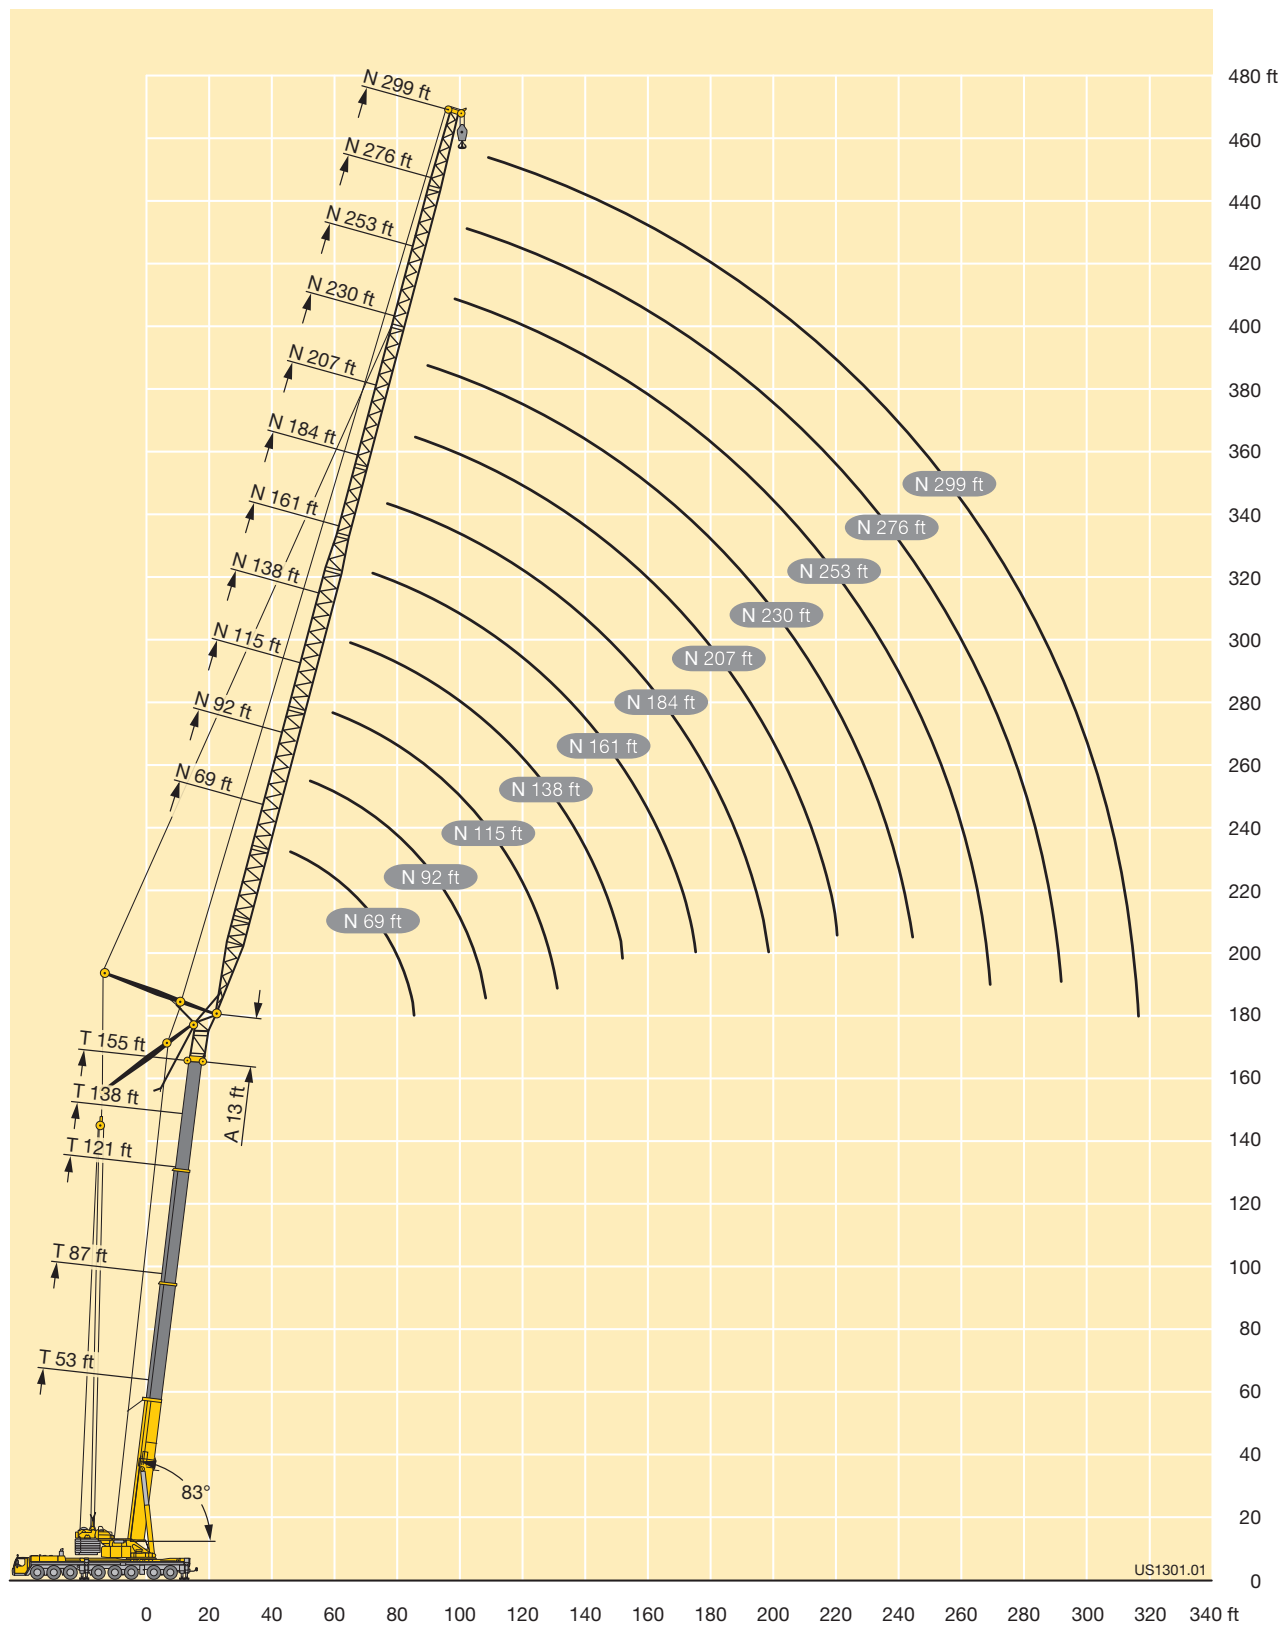 480 ft
N 299 ft
460
N 276 ft
440
N 253 ft
420
N 230 ft
400
N 207 ft
380
N 184 ft
360
N 299 ft
N 161 ft
340
N 276 ft
N 138 ft
320
N 253 ft
N 230 ft
N 115 ft
300
N 207 ft
N 92 ft
280
N 184 ft
N 161 ft
N 69 ft
260
N 138 ft
240
N 115 ft
220
N 92 ft
N 69 ft
200
180
T 155 ft
160
T 138 ft
A 13 ft
140
T 121 ft
120
T 87 ft
100
80
T 53 ft
60
40
83°
20
US1301.01
0
0 20 40 60 80 100 120 140 160 180 200 220 240 260 280 300 320 340 ft